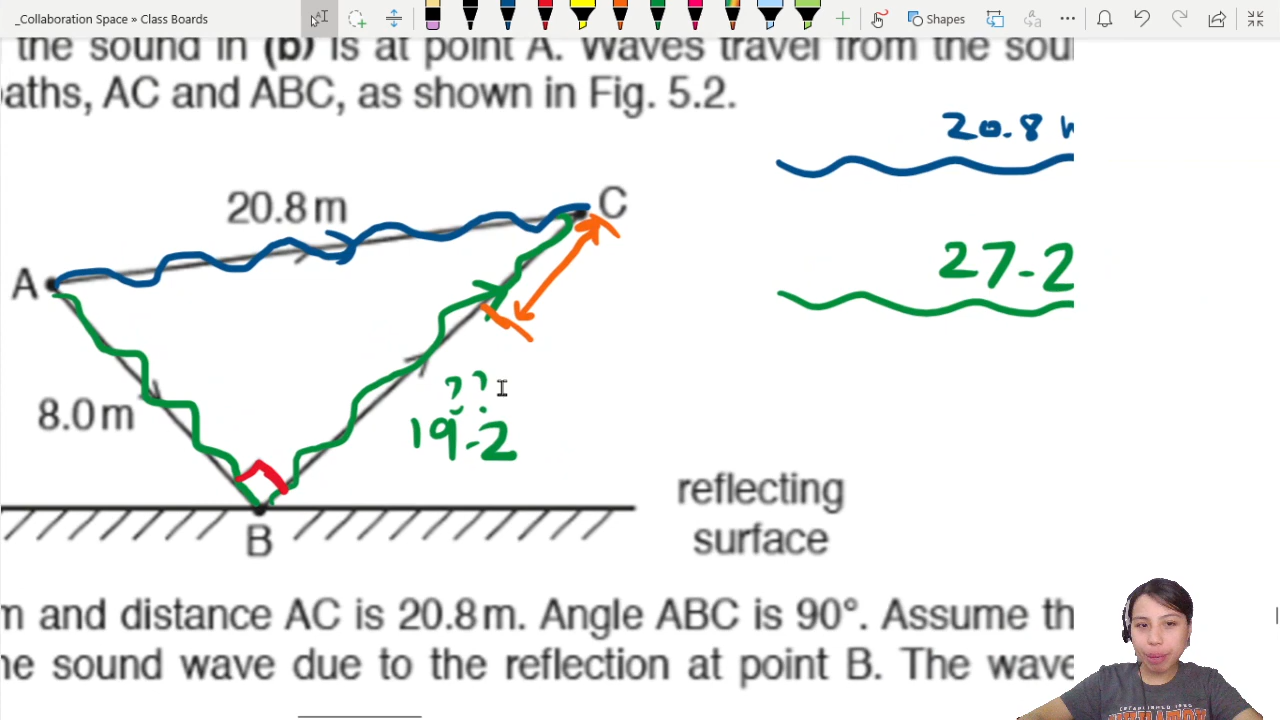 _Collaboration Space » Class Boards
Shapes
the sound in (b) is at point A. Waves travel from the sou
aths, AC and ABC, as shown in Fig. 5.2.
20.8
20.8 m
C
A
27.2
8.0 m
??
19.2
reflecting
surface
B
m and distance AC is 20.8 m. Angle ABC is 90°. Assume th
ne sound wave due to the reflection at point B. The wave